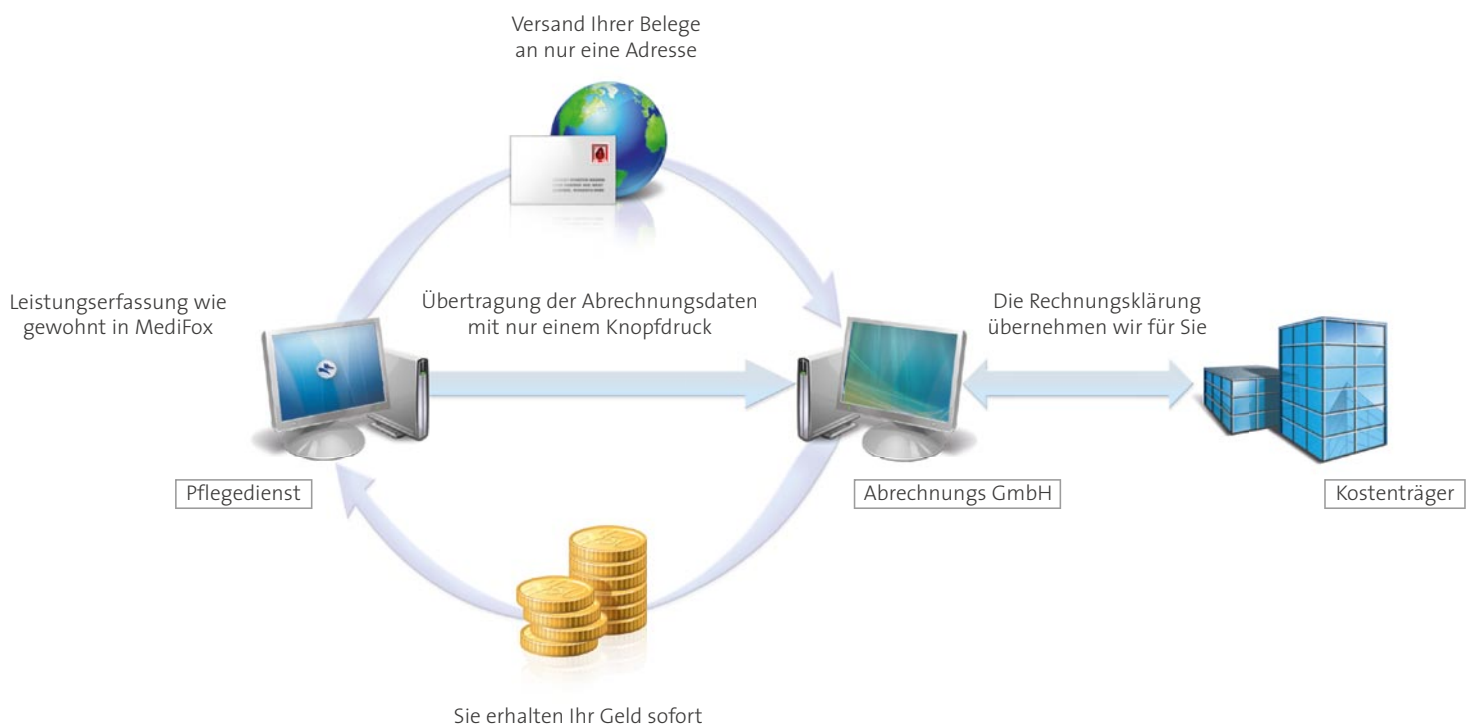 Versand Ihrer Belege
an nur eine Adresse
Leistungserfassung wie
gewohnt in MediFox
Übertragung der Abrechnungsdaten
mit nur einem Knopfdruck
Die Rechnungsklärung
übernehmen wir für Sie
Pflegedienst
Abrechnungs GmbH
Kostenträger
Sie erhalten Ihr Geld sofort